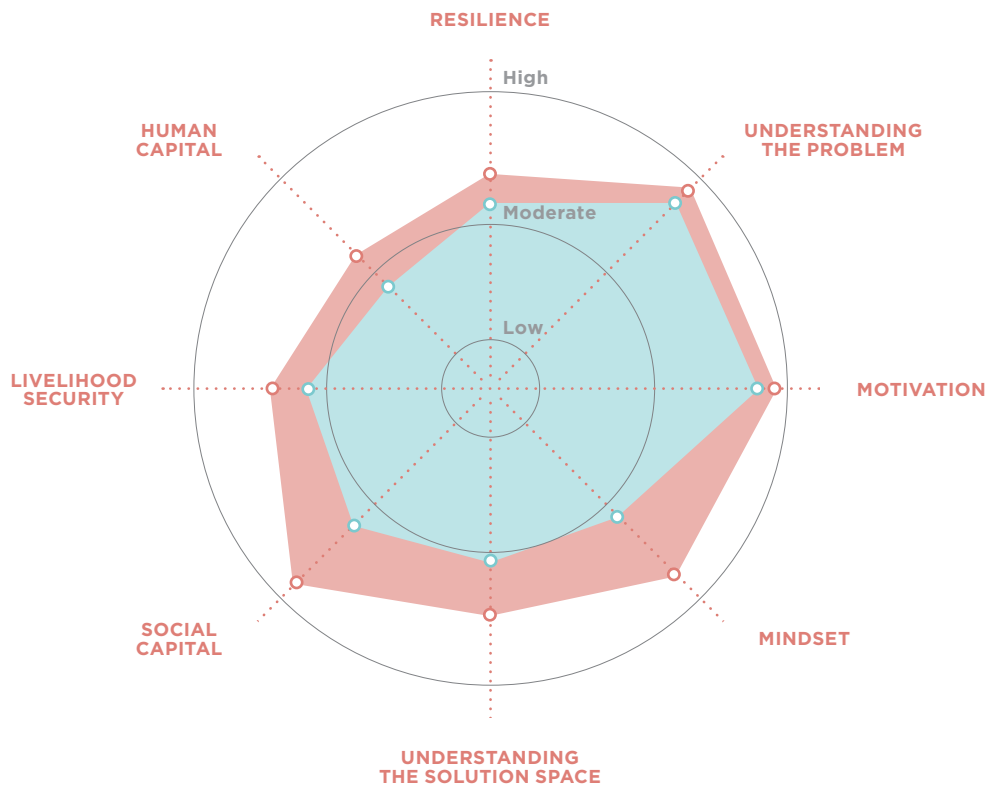 RESILIENCE
High
HUMAN
CAPITAL
UNDERSTANDING
THE PROBLEM
Moderate
Low
LIVELIHOOD
SECURITY
MOTIVATION
SOCIAL
CAPITAL
MINDSET
UNDERSTANDING
THE SOLUTION SPACE